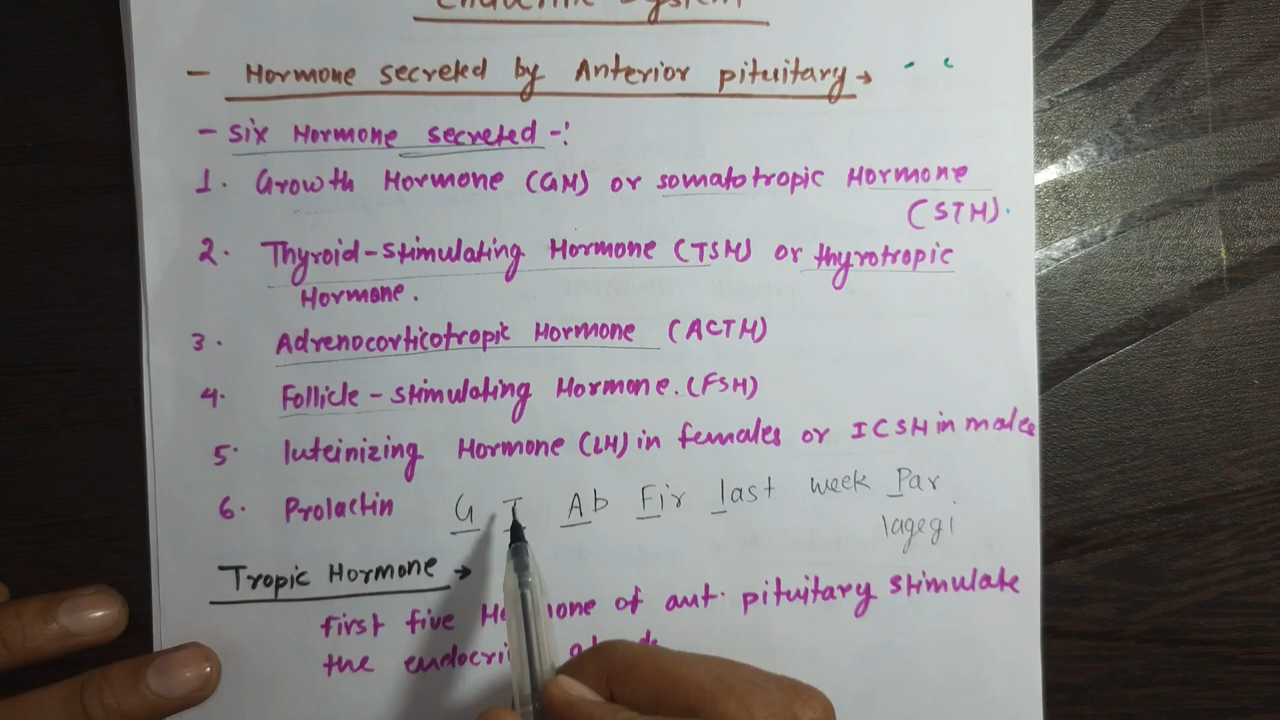 Endocrine System
- Hormone secreted by Anterior pituitary →
- Six Hormone secreted -:
1. Growth Hormone (GH) or somatotropic Hormone
(STH).
2. Thyroid-stimulating Hormone (TSH) or thyrotropic
Hormone.
3. Adrenocorticotropic Hormone (ACTH)
4. Follicle-stimulating Hormone. (FSH)
5. luteinizing Hormone (LH) in females or ICSH in males
6. Prolactin G T Ab Fir last week Par
lagegi
Tropic Hormone →
first five of ant. pituitary stimulate
the